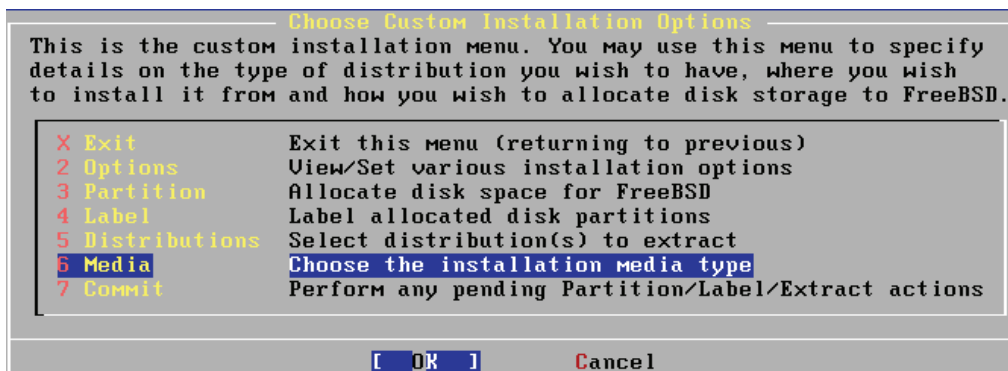 Choose Custom Installation Options
This is the custom installation menu. You may use this menu to specify
details on the type of distribution you wish to have, where you wish
to install it from and how you wish to allocate disk storage to FreeBSD.
X Exit Exit this menu (returning to previous)
2 Options View/Set various installation options
3 Partition Allocate disk space for FreeBSD
4 Label Label allocated disk partitions
5 Distributions Select distribution(s) to extract
6 Media Choose the installation media type
7 Commit Perform any pending Partition/Label/Extract actions
[ OK ] Cancel